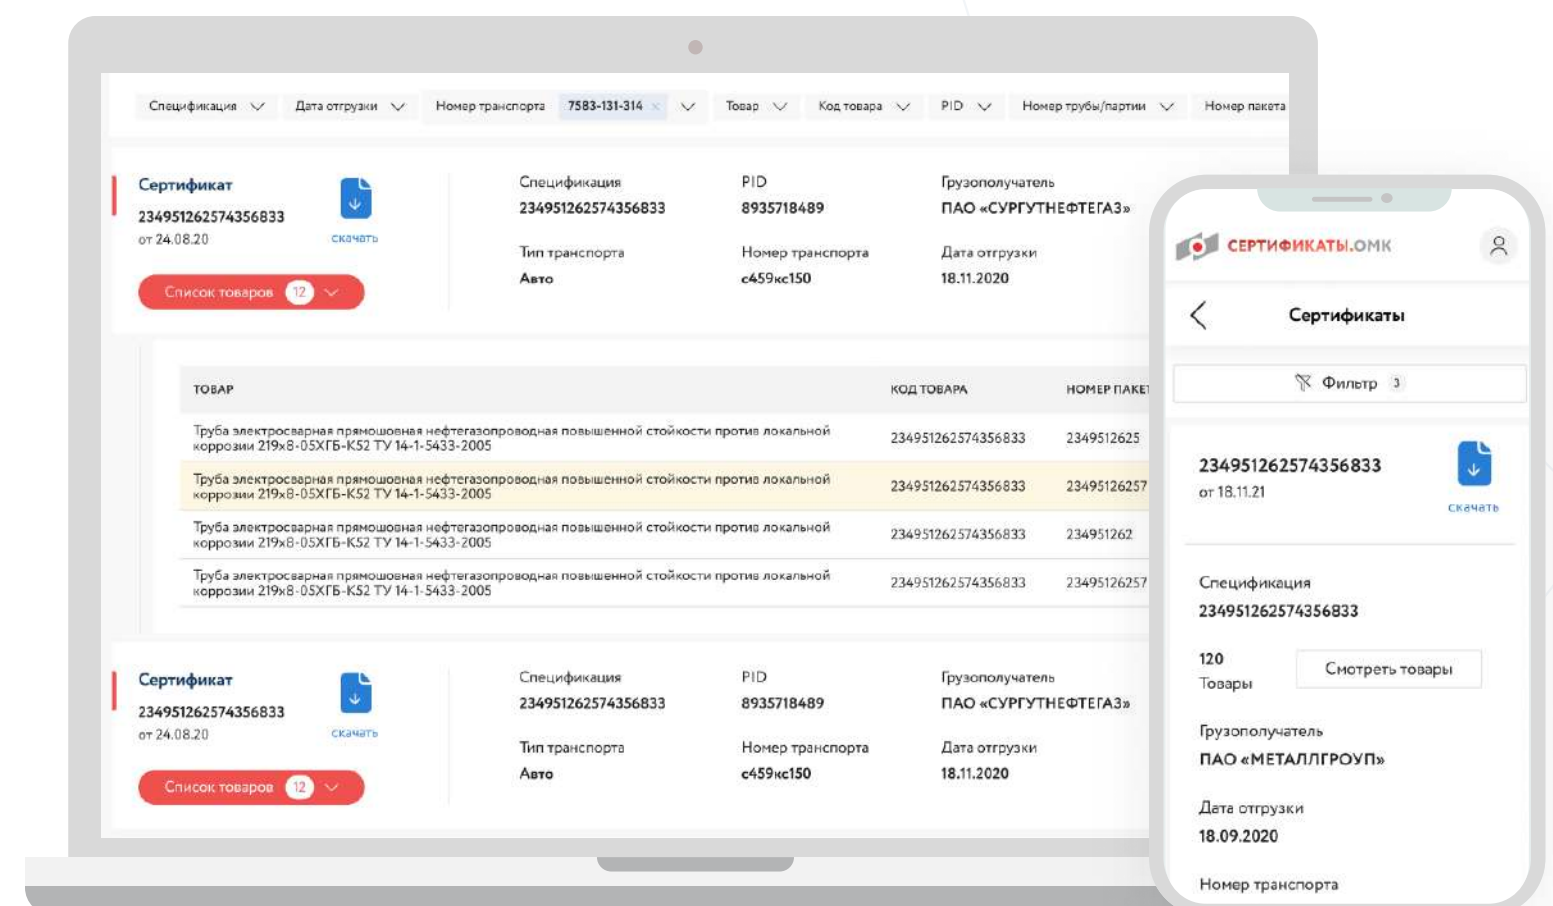 Спецификация
Дата отгрузки
Номер транспорта 7583-131-314 ×
Товар
Код товара
PID
Номер трубы/партии
Номер пакета
Сертификат
234951262574356833
от 24.08.20
скачать
Список товаров 12
Спецификация
234951262574356833
PID
8935718489
Грузополучатель
ПАО «СУРГУТНЕФТЕГАЗ»
Тип транспорта
Авто
Номер транспорта
с459кс150
Дата отгрузки
18.11.2020
ТОВАР КОД ТОВАРА НОМЕР ПАКЕТ
Труба электросварная прямошовная нефтегазопроводная повышенной стойкости против локальной
коррозии 219х8-05ХГБ-К52 ТУ 14-1-5433-2005
234951262574356833 2349512625
Труба электросварная прямошовная нефтегазопроводная повышенной стойкости против локальной
коррозии 219х8-05ХГБ-К52 ТУ 14-1-5433-2005
234951262574356833 23495126257
Труба электросварная прямошовная нефтегазопроводная повышенной стойкости против локальной
коррозии 219х8-05ХГБ-К52 ТУ 14-1-5433-2005
234951262574356833 234951262
Труба электросварная прямошовная нефтегазопроводная повышенной стойкости против локальной
коррозии 219х8-05ХГБ-К52 ТУ 14-1-5433-2005
234951262574356833 23495126257
Сертификат
234951262574356833
от 24.08.20
скачать
Список товаров 12
Спецификация
234951262574356833
PID
8935718489
Грузополучатель
ПАО «СУРГУТНЕФТЕГАЗ»
Тип транспорта
Авто
Номер транспорта
с459кс150
Дата отгрузки
18.11.2020
СЕРТИФИКАТЫ.ОМК
Сертификаты
Фильтр 3
234951262574356833
от 18.11.21
скачать
Спецификация
234951262574356833
120
Товары
Смотреть товары
Грузополучатель
ПАО «МЕТАЛЛГРОУП»
Дата отгрузки
18.09.2020
Номер транспорта